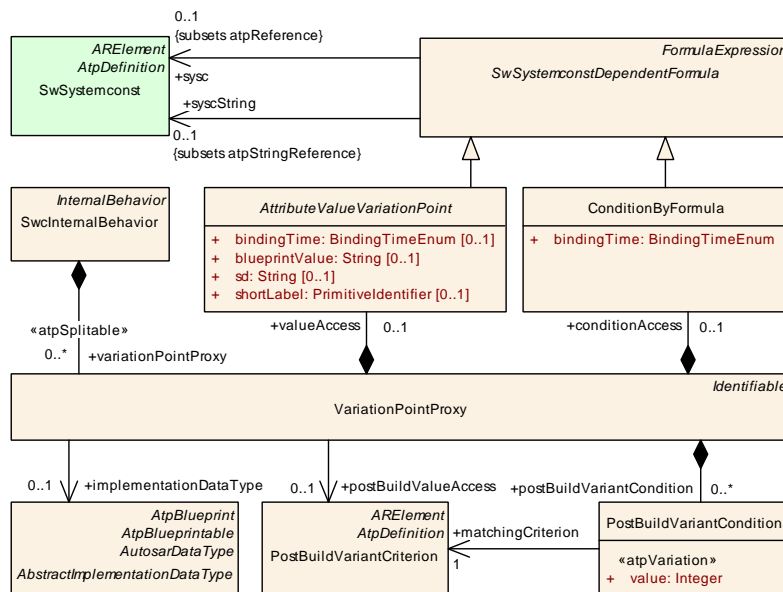 0..1
{subsets atpReference}
ARElement
AtpDefinition
SwSystemconst
+sysc
+syscString
0..1
{subsets atpStringReference}
FormulaExpression
SwSystemconstDependentFormula
InternalBehavior
SwcInternalBehavior
AttributeValueVariationPoint
+ bindingTime: BindingTimeEnum [0..1]
+ blueprintValue: String [0..1]
+ sd: String [0..1]
+ shortLabel: PrimitiveIdentifier [0..1]
ConditionByFormula
+ bindingTime: BindingTimeEnum
«atpSplitable»
0..*
+variationPointProxy
+valueAccess
0..1
+conditionAccess
0..1
Identifiable
VariationPointProxy
0..1
+implementationDataType
0..1
+postBuildValueAccess
+postBuildVariantCondition
0..*
AtpBlueprint
AtpBlueprintable
AutosarDataType
AbstractImplementationDataType
ARElement
AtpDefinition
PostBuildVariantCriterion
+matchingCriterion
1
PostBuildVariantCondition
«atpVariation»
+ value: Integer